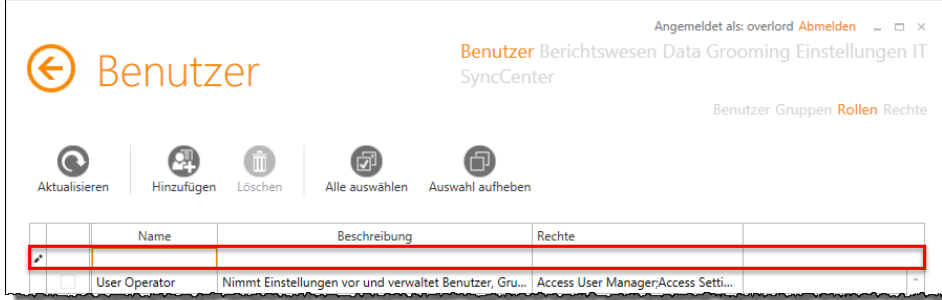 Angemeldet als: overlord Abmelden
Benutzer
Benutzer Berichtswesen Data Grooming Einstellungen IT
SyncCenter
Benutzer Gruppen Rollen Rechte
Aktualisieren Hinzufügen Löschen Alle auswählen Auswahl aufheben
Name Beschreibung Rechte
User Operator Nimmt Einstellungen vor und verwaltet Benutzer, Gru... Access User Manager;Access Setti...